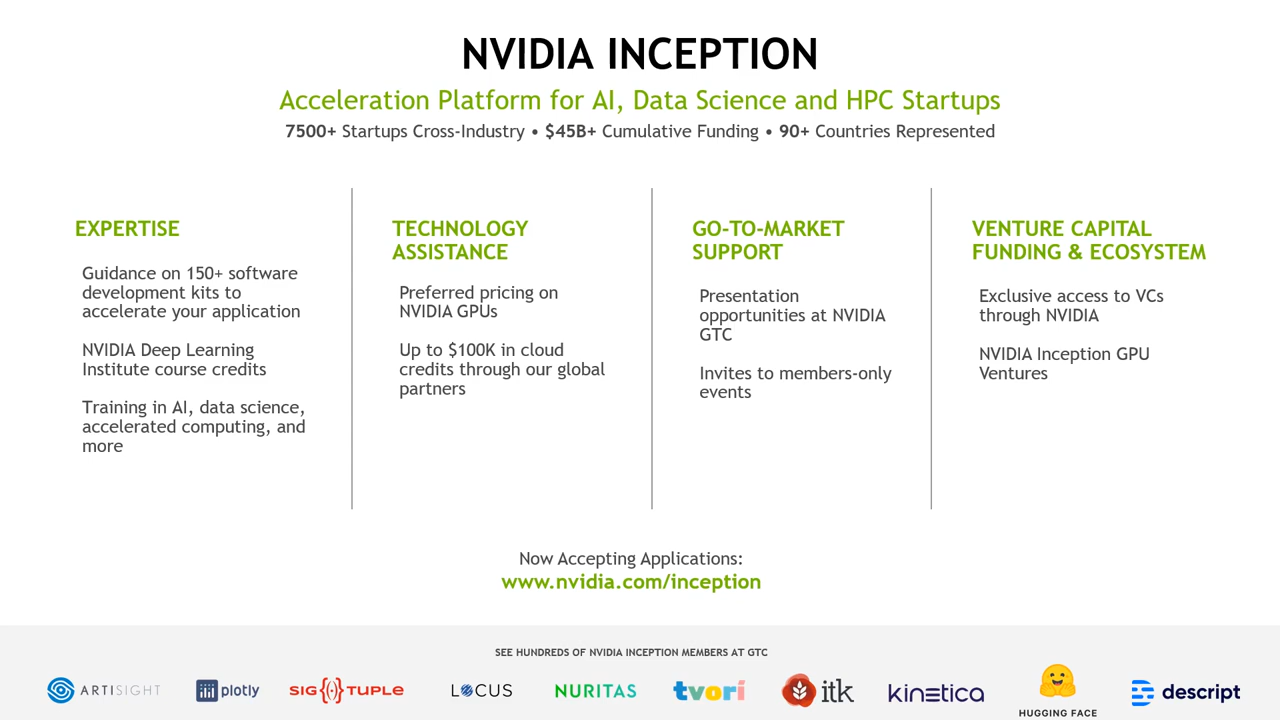 NVIDIA INCEPTION
Acceleration Platform for AI, Data Science and HPC Startups
7500+ Startups Cross-Industry • $45B+ Cumulative Funding • 90+ Countries Represented
EXPERTISE
Guidance on 150+ software
development kits to
accelerate your application
NVIDIA Deep Learning
Institute course credits
Training in AI, data science,
accelerated computing, and
more
TECHNOLOGY
ASSISTANCE
Preferred pricing on
NVIDIA GPUs
Up to $100K in cloud
credits through our global
partners
GO-TO-MARKET
SUPPORT
Presentation
opportunities at NVIDIA
GTC
Invites to members-only
events
VENTURE CAPITAL
FUNDING & ECOSYSTEM
Exclusive access to VCs
through NVIDIA
NVIDIA Inception GPU
Ventures
Now Accepting Applications:
www.nvidia.com/inception
SEE HUNDREDS OF NVIDIA INCEPTION MEMBERS AT GTC
ARTISIGHT
plotly
SIGTUPLE
LOCUS
NURITAS
tvori
itk
kinetica
HUGGING FACE
descript